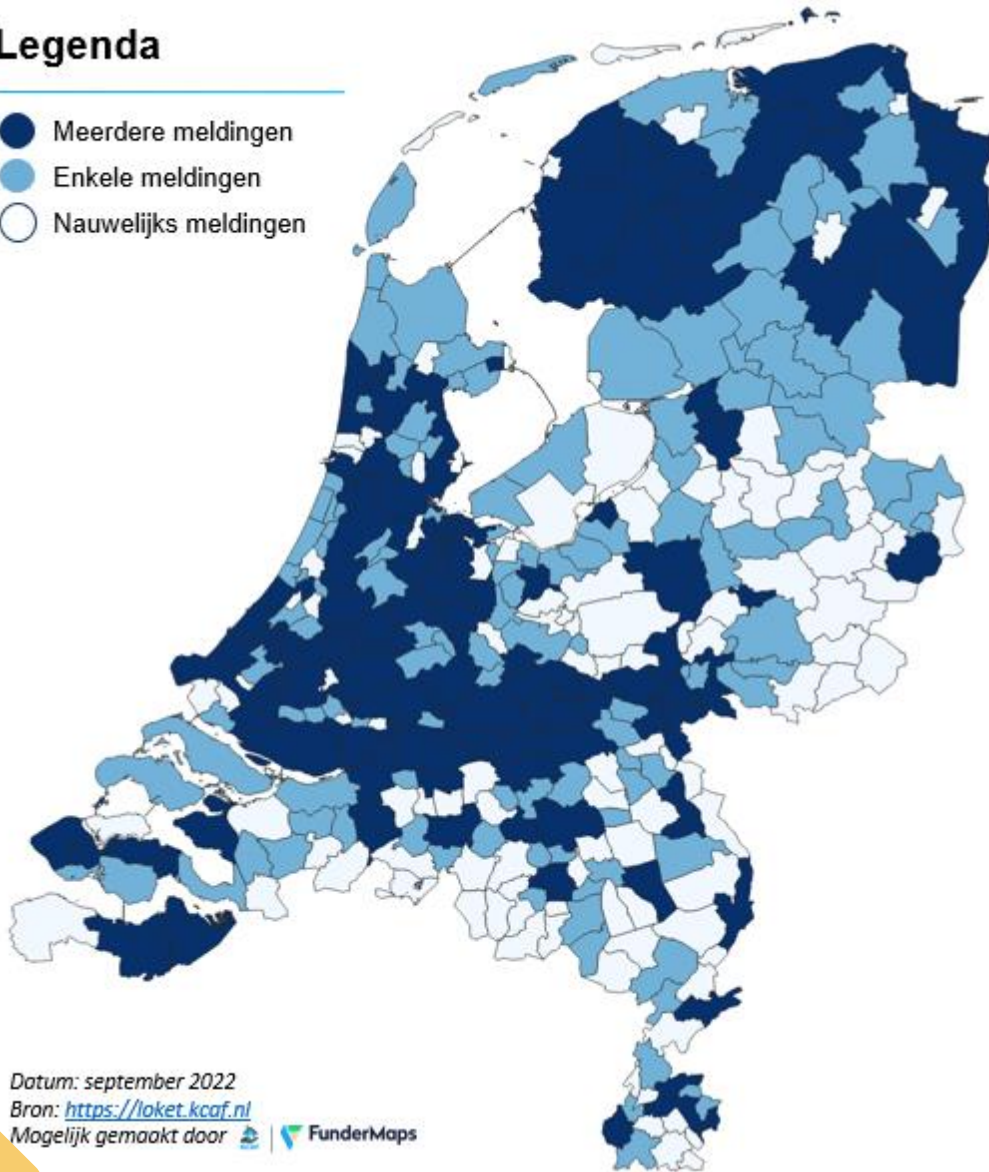 Legenda
Meerdere meldingen
Enkele meldingen
Nauwelijks meldingen
Datum: september 2022
Bron: https://loket.kcaf.nl
Mogelijk gemaakt door | FunderMaps